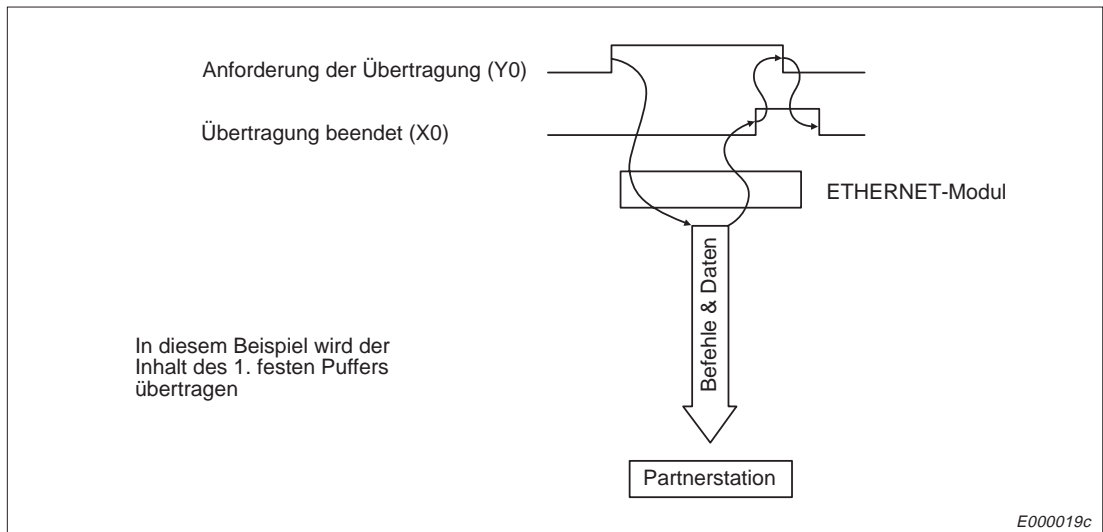 Anforderung der Übertragung (Y0)
Übertragung beendet (X0)
ETHERNET-Modul
Befehle & Daten
In diesem Beispiel wird der
Inhalt des 1. festen Puffers
übertragen
Partnerstation
E000019c